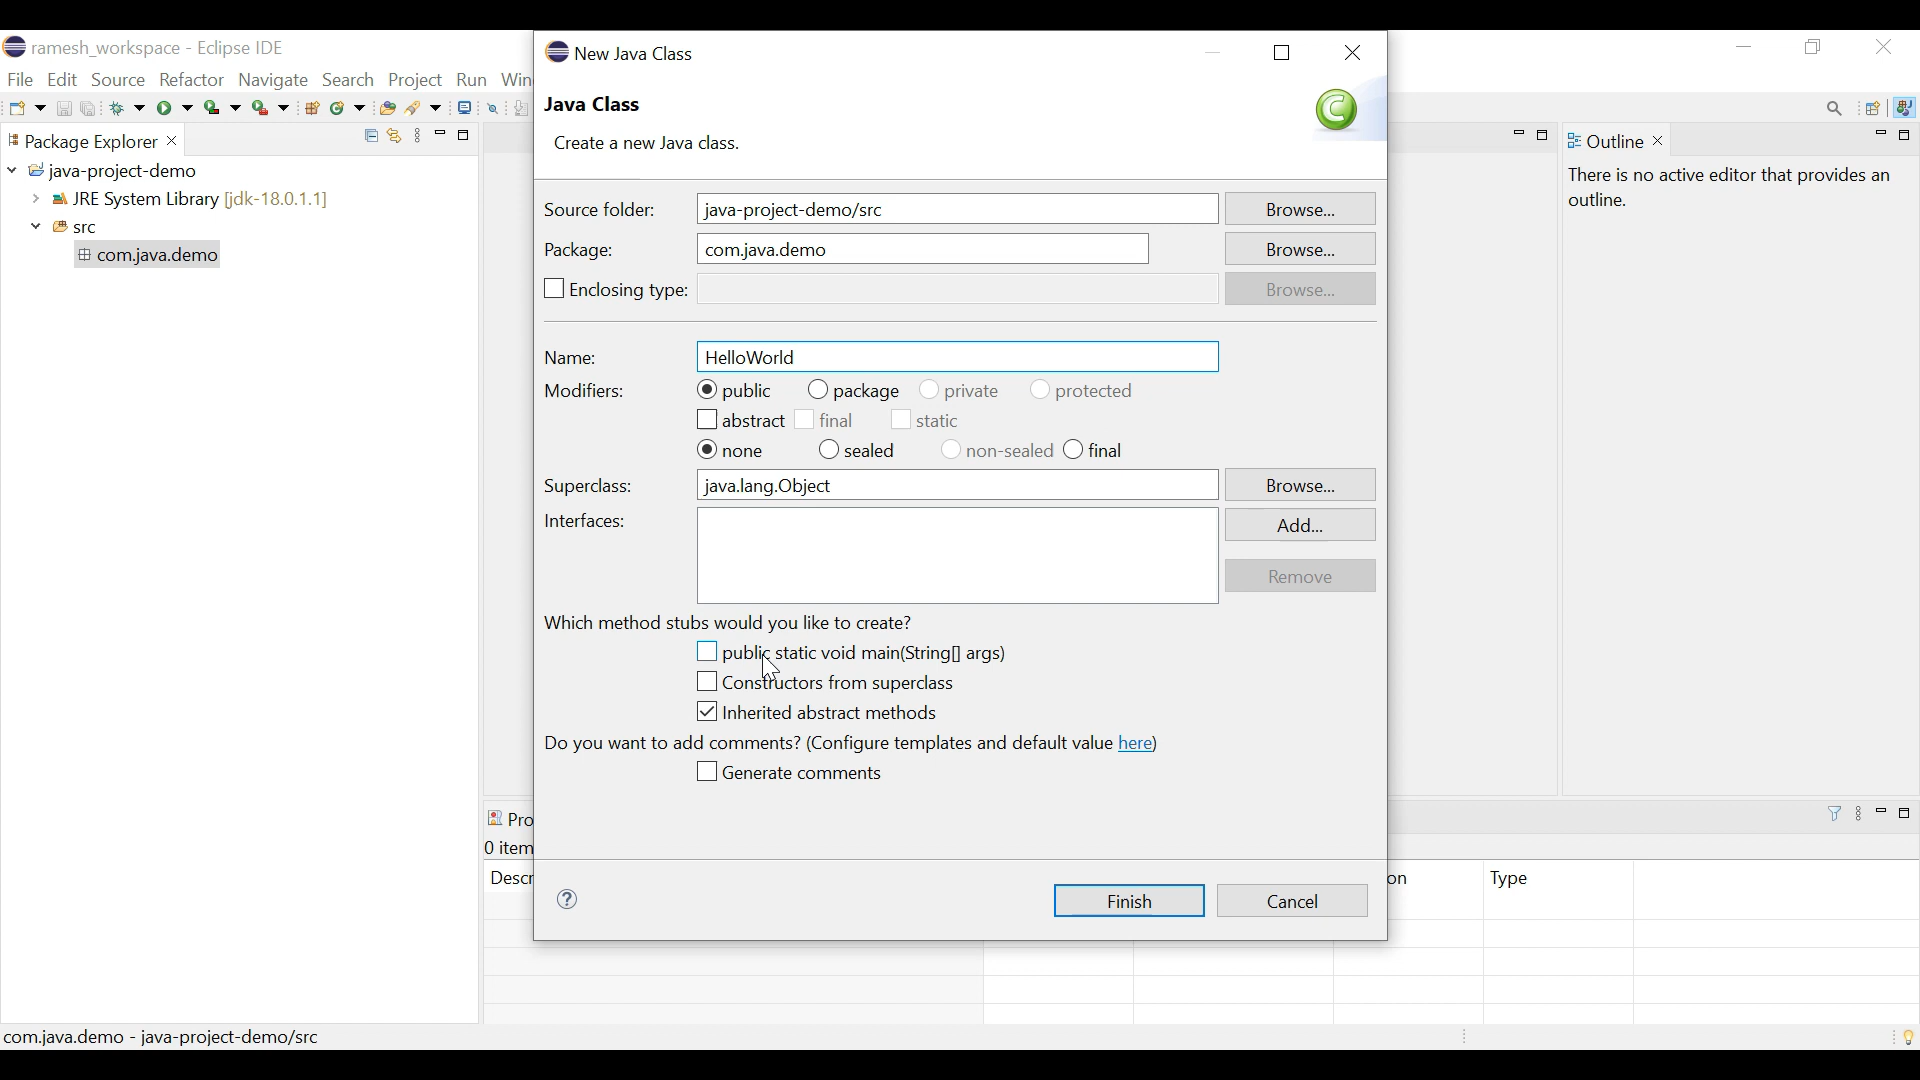 ramesh_workspace - Eclipse IDE
File Edit Source Refactor Navigate Search Project Run Win
Package Explorer
java-project-demo
JRE System Library [jdk-18.0.1.1]
src
com.java.demo
New Java Class
Java Class
Create a new Java class.
Source folder: java-project-demo/src Browse...
Package: com.java.demo Browse...
Enclosing type: Browse...
Name: HelloWorld
Modifiers: public package private protected
abstract final static
none sealed non-sealed final
Superclass: java.lang.Object Browse...
Interfaces: Add...
Remove
Which method stubs would you like to create?
public static void main(String[] args)
Constructors from superclass
Inherited abstract methods
Do you want to add comments? (Configure templates and default value here)
Generate comments
Finish Cancel
Outline
There is no active editor that provides an
outline.
Pro
0 item
Descr on Type
com.java.demo - java-project-demo/src